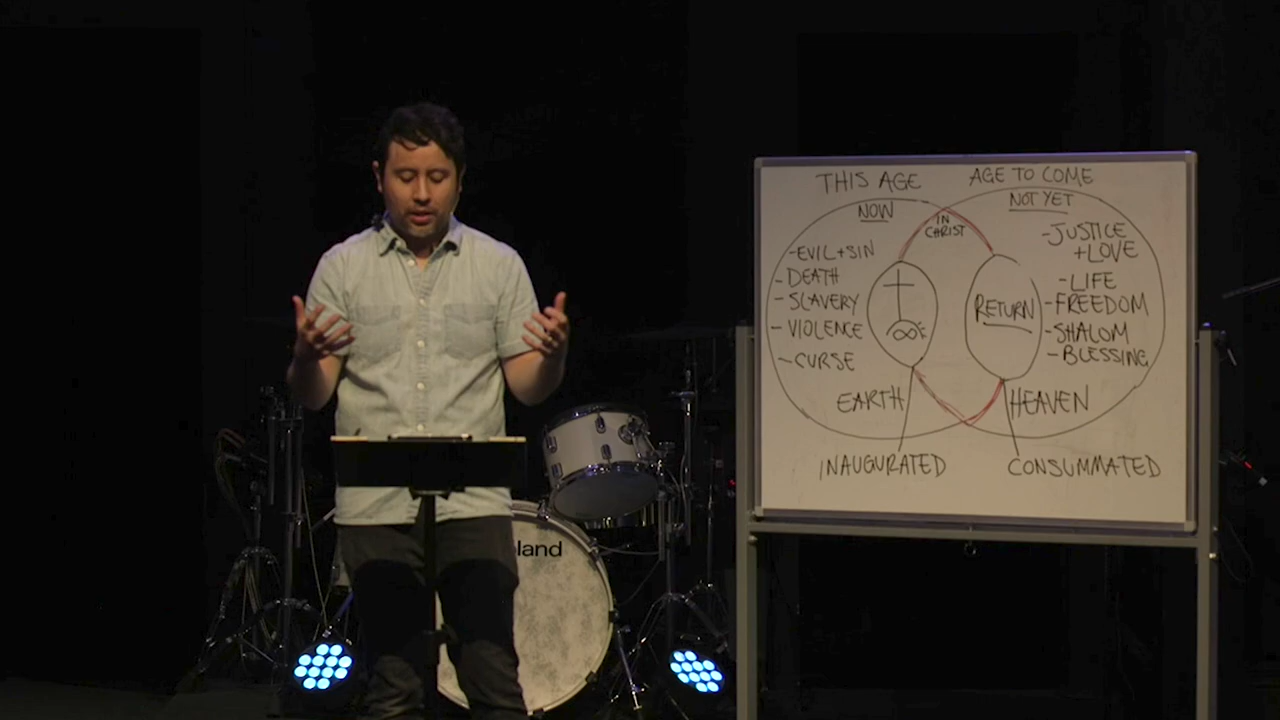 THIS AGE
NOW
-EVIL+SIN
-DEATH
-SLAVERY
-VIOLENCE
-CURSE
EARTH
INAUGURATED
IN
CHRIST
AGE TO COME
NOT YET
-JUSTICE
+LOVE
-LIFE
-FREEDOM
-SHALOM
-BLESSING
RETURN
HEAVEN
CONSUMMATED
land